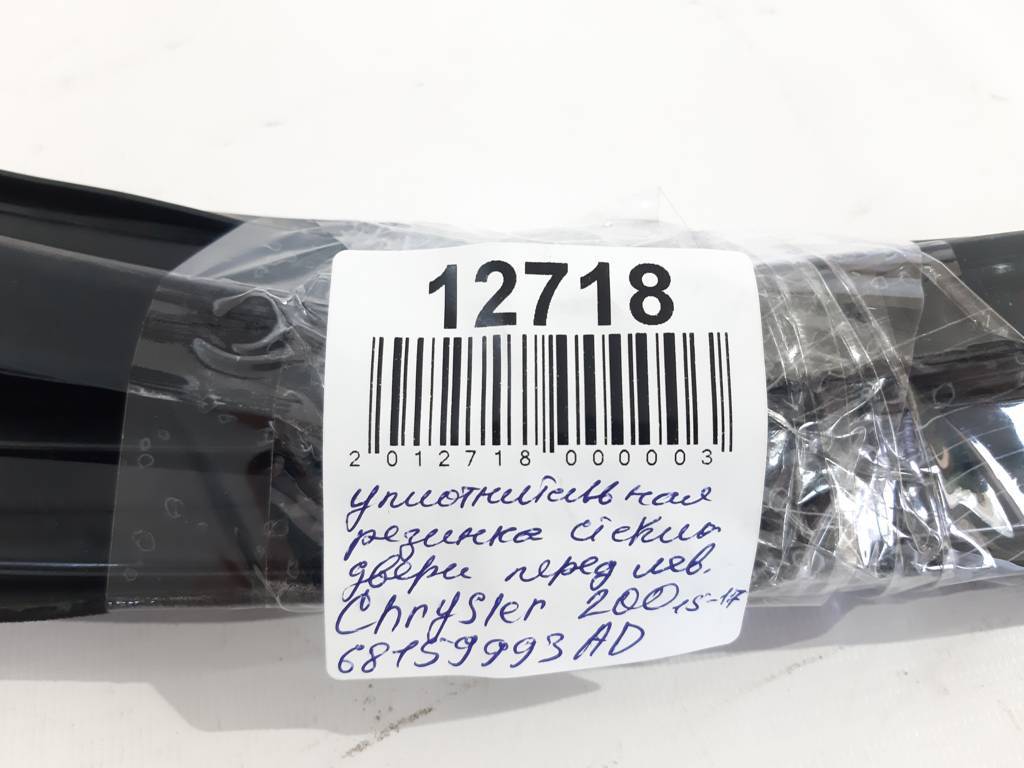 12718
2 012718 000003
уплотнительная
резинка стекла
двери перед лев.
Chrysler 200 15-17
68159993AD